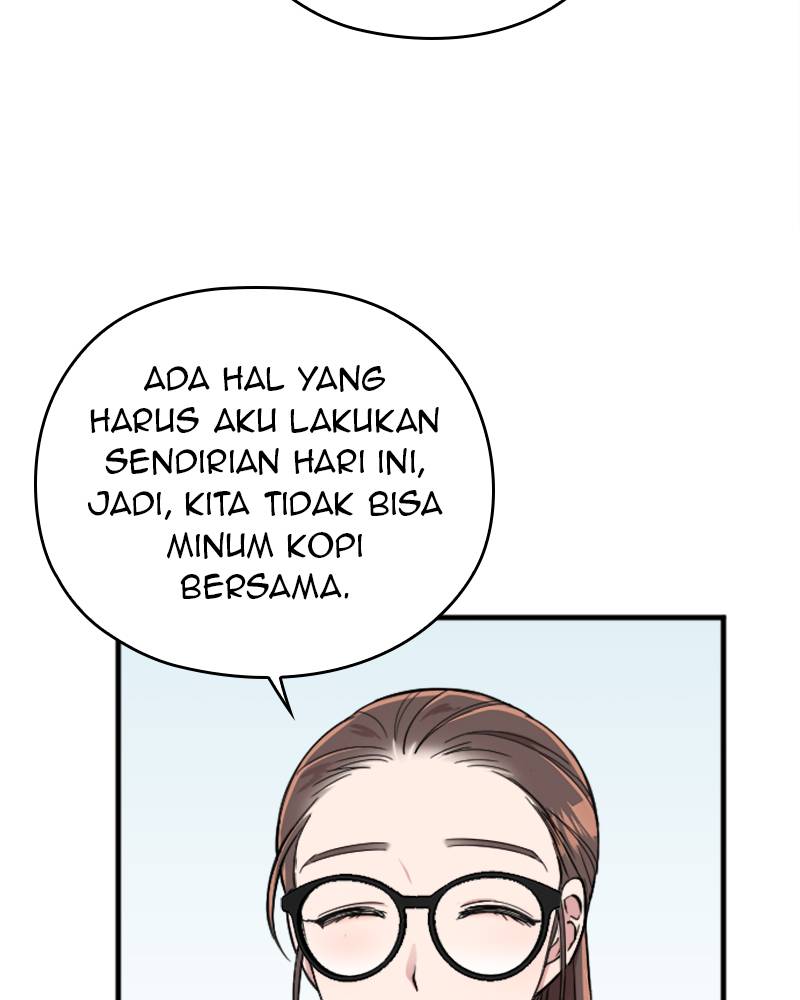 ADA HAL YANG
HARUS AKU LAKUKAN
SENDIRIAN HARI INI,
JADI, KITA TIDAK BISA
MINUM KOPI
BERSAMA.